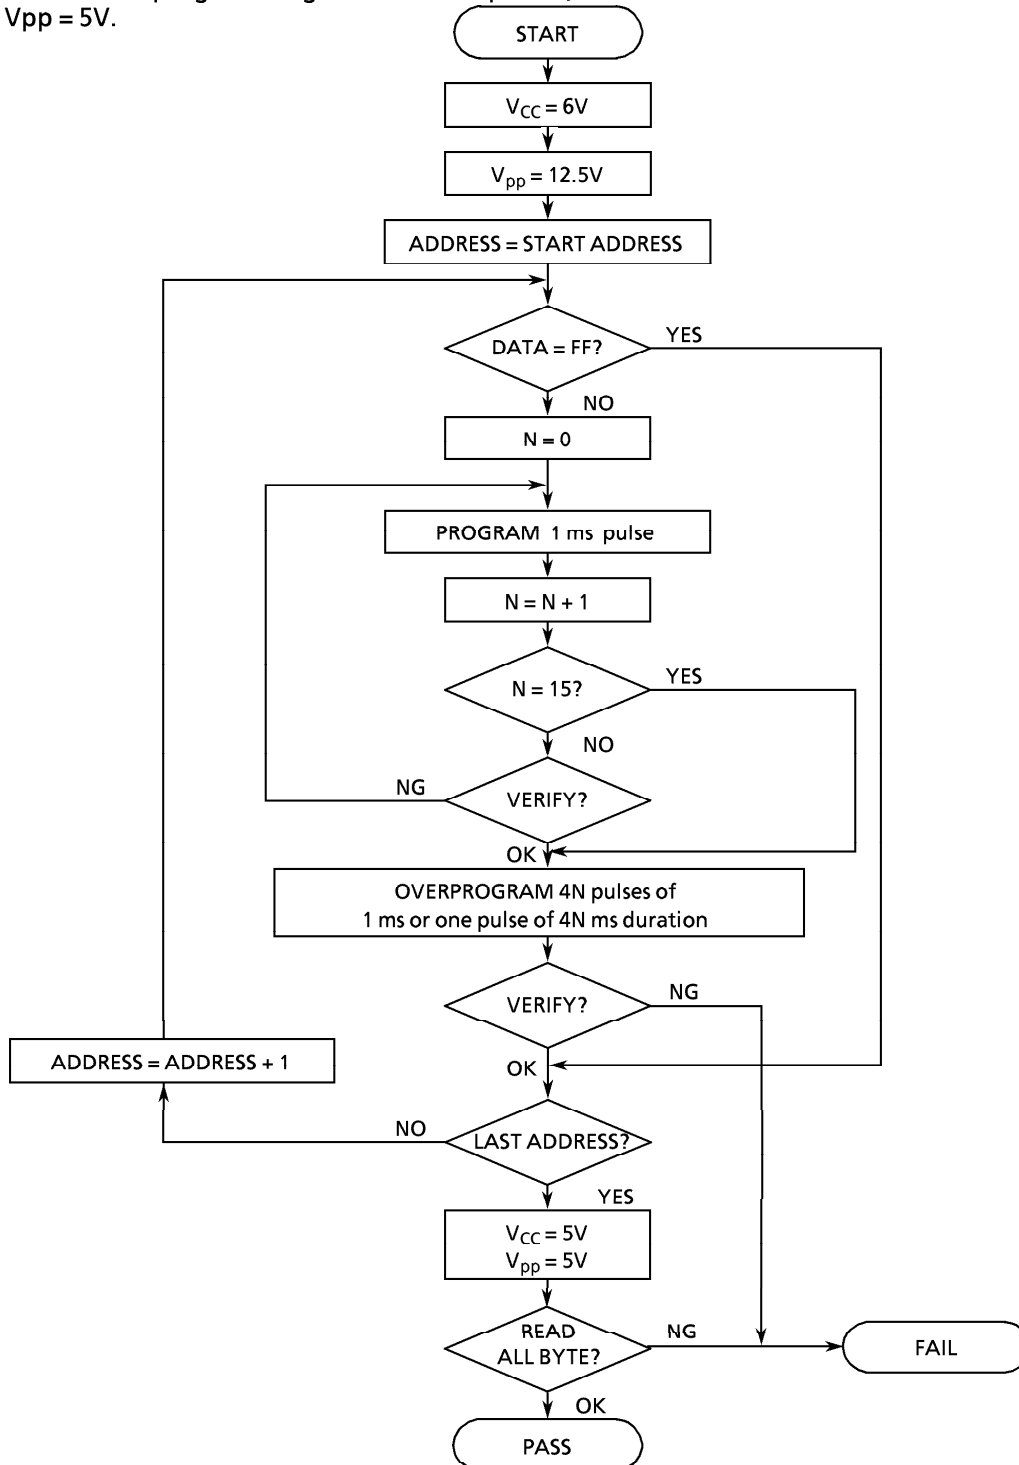 Vpp = 5V.
START
VCC = 6V
Vpp = 12.5V
ADDRESS = START ADDRESS
DATA = FF?
YES
NO
N = 0
PROGRAM 1 ms pulse
N = N + 1
N = 15?
YES
NO
VERIFY?
NG
OK
OVERPROGRAM 4N pulses of
1 ms or one pulse of 4N ms duration
VERIFY?
NG
OK
ADDRESS = ADDRESS + 1
LAST ADDRESS?
NO
YES
VCC = 5V
Vpp = 5V
READ
ALL BYTE?
NG
FAIL
OK
PASS